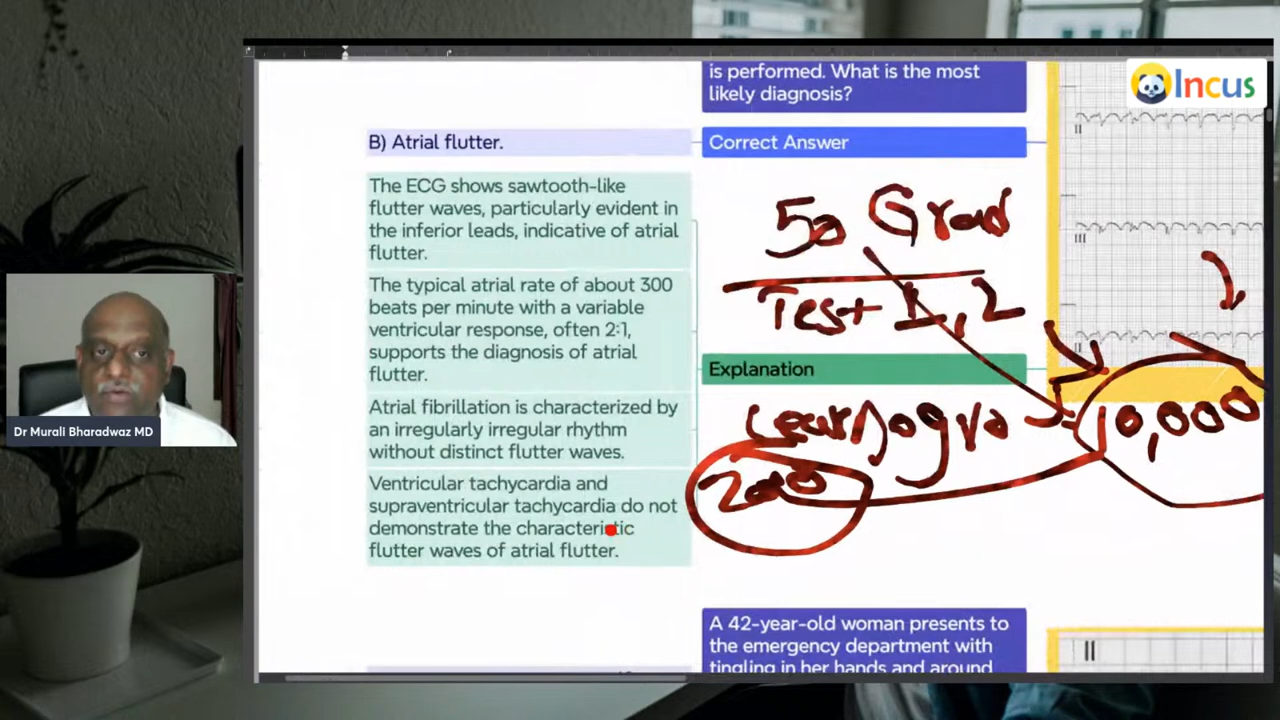 is performed. What is the most
likely diagnosis?
Incus
II
B) Atrial flutter.
Correct Answer
The ECG shows sawtooth-like
flutter waves, particularly evident in
the inferior leads, indicative of atrial
flutter.
III
50 Grad
Test 1, 2
The typical atrial rate of about 300
beats per minute with a variable
ventricular response, often 2:1,
supports the diagnosis of atrial
flutter.
II
Explanation
Atrial fibrillation is characterized by
an irregularly irregular rhythm
without distinct flutter waves.
10,000
2000
Ventricular tachycardia and
supraventricular tachycardia do not
demonstrate the characteristic
flutter waves of atrial flutter.
Dr Murali Bharadwaz MD
A 42-year-old woman presents to
the emergency department with
tingling in her hands and around
II